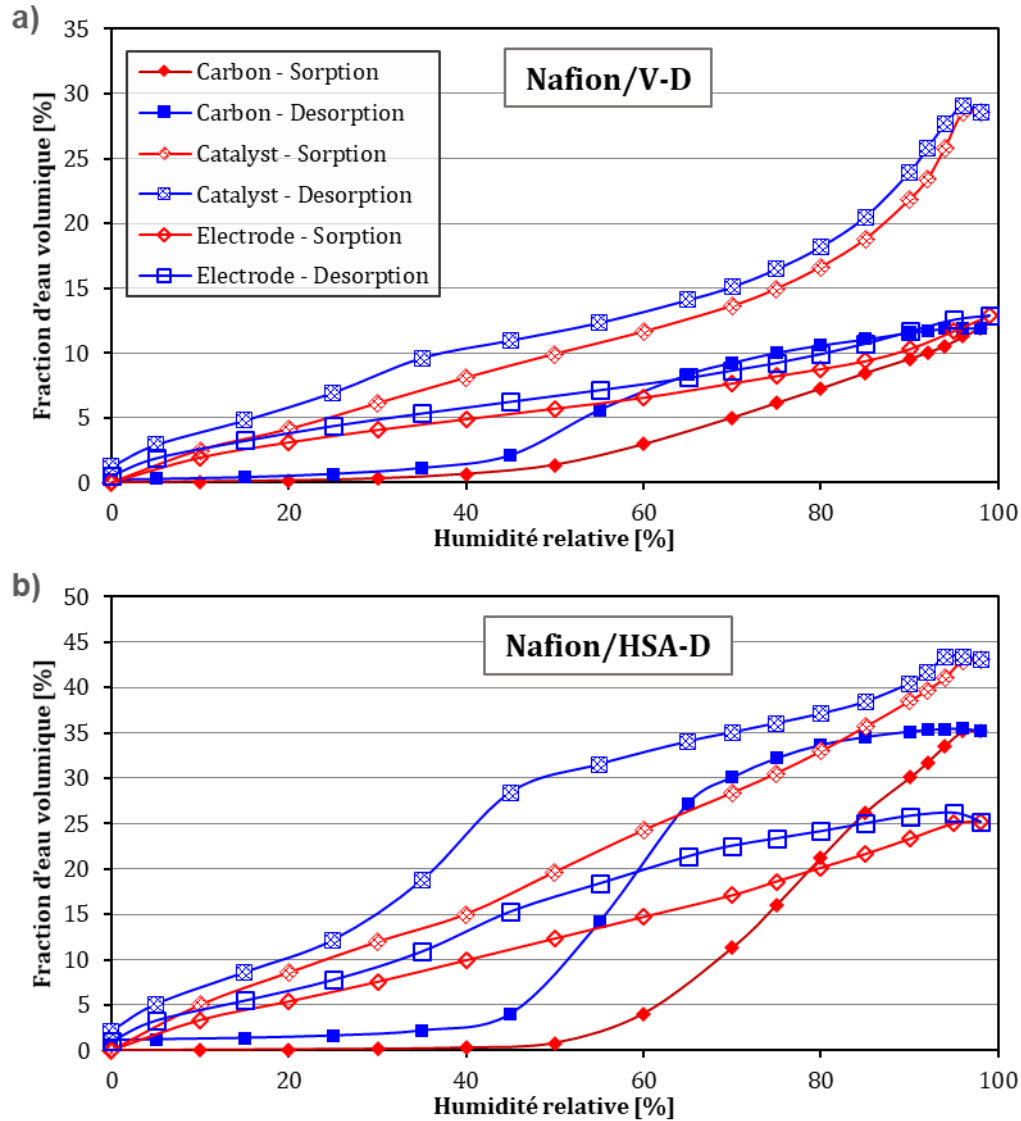 a)
35
30
25
20
15
10
5
0
Fraction d'eau volumique [%]
Carbon - Sorption
Carbon - Desorption
Catalyst - Sorption
Catalyst - Desorption
Electrode - Sorption
Electrode - Desorption
Nafion/V-D
0 20 40 60 80 100
Humidité relative [%]
b)
50
45
40
35
30
25
20
15
10
5
0
Fraction d'eau volumique [%]
Nafion/HSA-D
0 20 40 60 80 100
Humidité relative [%]